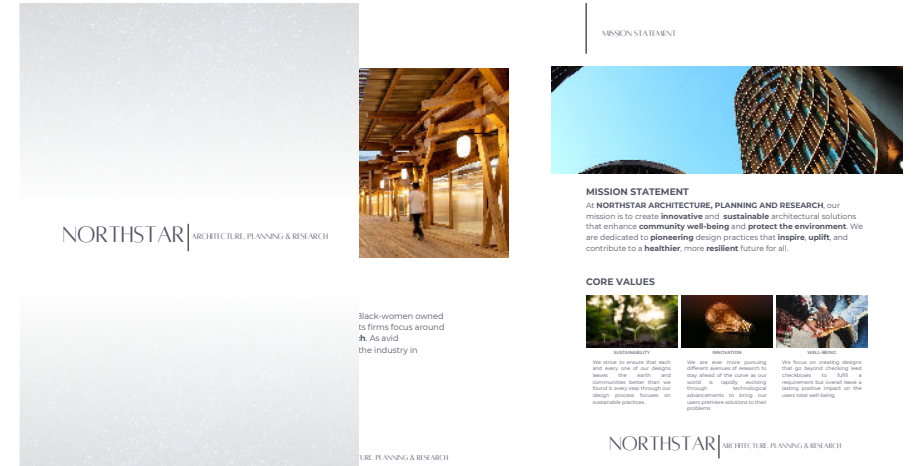 NORTHSTAR ARCHITECTURE, PLANNING & RESEARCH
Black-women owned
ts firms focus around
h. As avid
the industry in
URE, PLANNING & RESEARCH
MISSION STATEMENT
MISSION STATEMENT
At NORTHSTAR ARCHITECTURE, PLANNING AND RESEARCH, our
mission is to create innovative and sustainable architectural solutions
that enhance community well-being and protect the environment. We
are dedicated to pioneering design practices that inspire, uplift, and
contribute to a healthier, more resilient future for all.
CORE VALUES
SUSTAINABILITY
We strive to ensure that each
and every one of our designs
leaves the earth and
communities better than we
found it. every step through our
design process focuses on
sustainable practices.
INNOVATION
We are ever more pursuing
different avenues of research to
stay ahead of the curve as our
world is rapidly evolving
through technological
advancements to bring our
users premiere solutions to their
problems
WELL-BEING
We focus on creating designs
that go beyond checking leed
checkboxes to fulfill a
requirement but overall leave a
lasting positive impact on the
users total well-being
NORTHSTAR ARCHITECTURE, PLANNING & RESEARCH